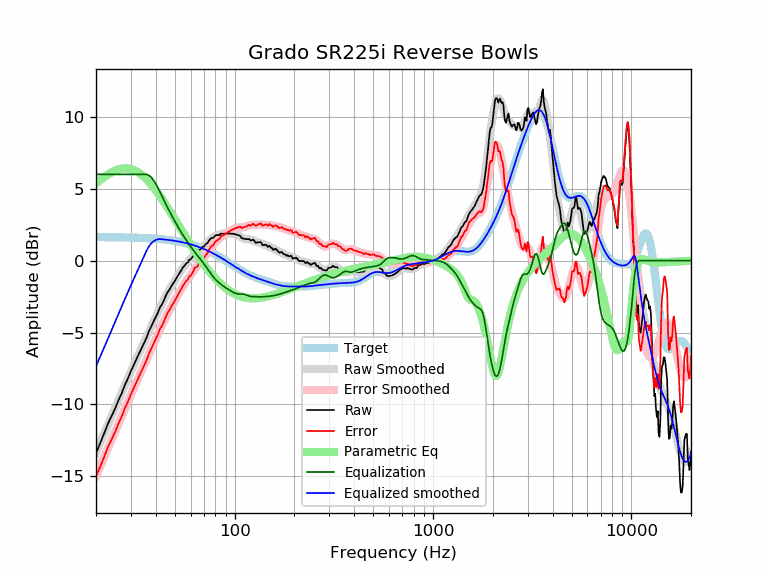 Grado SR225i Reverse Bowls
Amplitude (dBr)
10
5
0
−5
−10
−15
Target
Raw Smoothed
Error Smoothed
Raw
Error
Parametric Eq
Equalization
Equalized smoothed
100 1000 10000
Frequency (Hz)